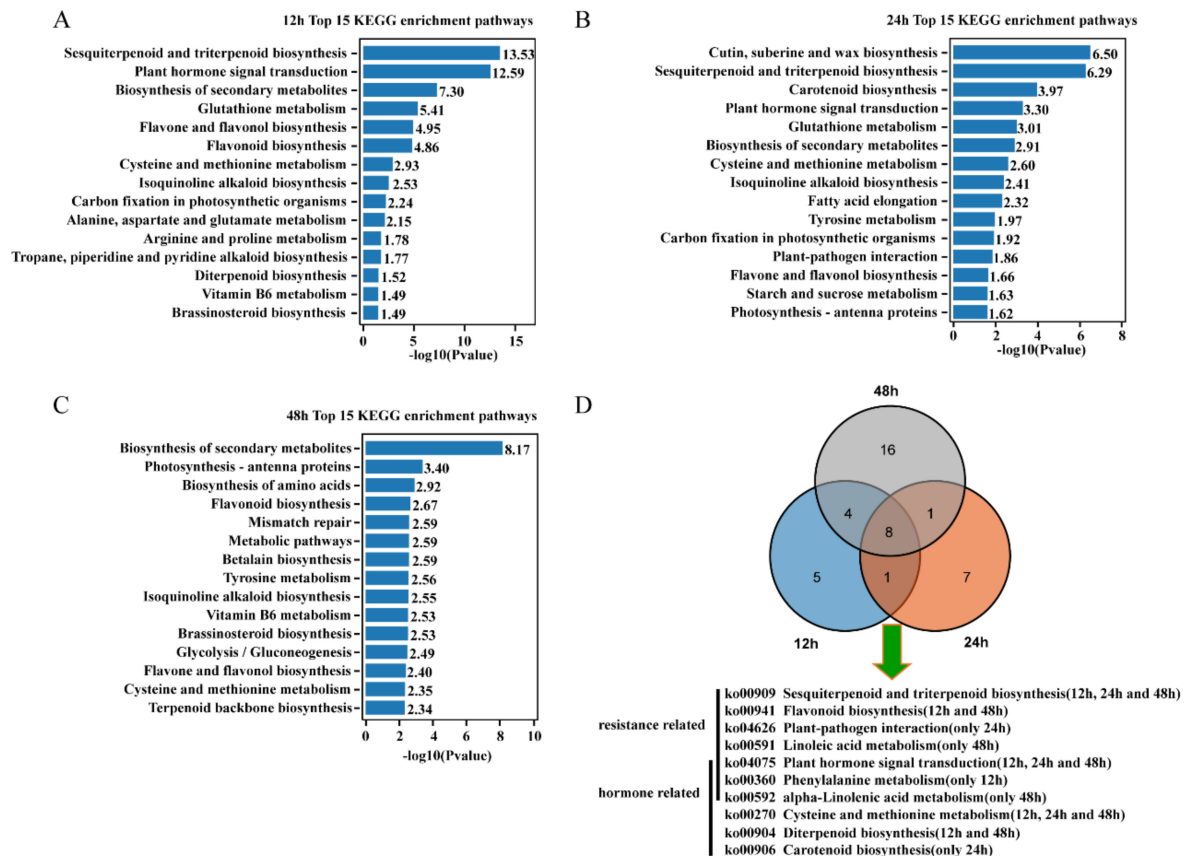 A
12h Top 15 KEGG enrichment pathways
Sesquiterpenoid and triterpenoid biosynthesis 13.53
Plant hormone signal transduction 12.59
Biosynthesis of secondary metabolites 7.30
Glutathione metabolism 5.41
Flavone and flavonol biosynthesis 4.95
Flavonoid biosynthesis 4.86
Cysteine and methionine metabolism 2.93
Isoquinoline alkaloid biosynthesis 2.53
Carbon fixation in photosynthetic organisms 2.24
Alanine, aspartate and glutamate metabolism 2.15
Arginine and proline metabolism 1.78
Tropane, piperidine and pyridine alkaloid biosynthesis 1.77
Diterpenoid biosynthesis 1.52
Vitamin B6 metabolism 1.49
Brassinosteroid biosynthesis 1.49
0 5 10 15
-log10(Pvalue)
B
24h Top 15 KEGG enrichment pathways
Cutin, suberine and wax biosynthesis 6.50
Sesquiterpenoid and triterpenoid biosynthesis 6.29
Carotenoid biosynthesis 3.97
Plant hormone signal transduction 3.30
Glutathione metabolism 3.01
Biosynthesis of secondary metabolites 2.91
Cysteine and methionine metabolism 2.60
Isoquinoline alkaloid biosynthesis 2.41
Fatty acid elongation 2.32
Tyrosine metabolism 1.97
Carbon fixation in photosynthetic organisms 1.92
Plant-pathogen interaction 1.86
Flavone and flavonol biosynthesis 1.66
Starch and sucrose metabolism 1.63
Photosynthesis - antenna proteins 1.62
0 2 4 6 8
-log10(Pvalue)
C
48h Top 15 KEGG enrichment pathways
Biosynthesis of secondary metabolites 8.17
Photosynthesis - antenna proteins 3.40
Biosynthesis of amino acids 2.92
Flavonoid biosynthesis 2.67
Mismatch repair 2.59
Metabolic pathways 2.59
Betalain biosynthesis 2.59
Tyrosine metabolism 2.56
Isoquinoline alkaloid biosynthesis 2.55
Vitamin B6 metabolism 2.53
Brassinosteroid biosynthesis 2.53
Glycolysis / Gluconeogenesis 2.49
Flavone and flavonol biosynthesis 2.40
Cysteine and methionine metabolism 2.35
Terpenoid backbone biosynthesis 2.34
0 2 4 6 8 10
-log10(Pvalue)
D
48h
16
4 1
8
5 1 7
12h 24h
resistance related
hormone related
ko00909 Sesquiterpenoid and triterpenoid biosynthesis(12h, 24h and 48h)
ko00941 Flavonoid biosynthesis(12h and 48h)
ko04626 Plant-pathogen interaction(only 24h)
ko00591 Linoleic acid metabolism(only 48h)
ko04075 Plant hormone signal transduction(12h, 24h and 48h)
ko00360 Phenylalanine metabolism(only 12h)
ko00592 alpha-Linolenic acid metabolism(only 48h)
ko00270 Cysteine and methionine metabolism(12h, 24h and 48h)
ko00904 Diterpenoid biosynthesis(12h and 48h)
ko00906 Carotenoid biosynthesis(only 24h)